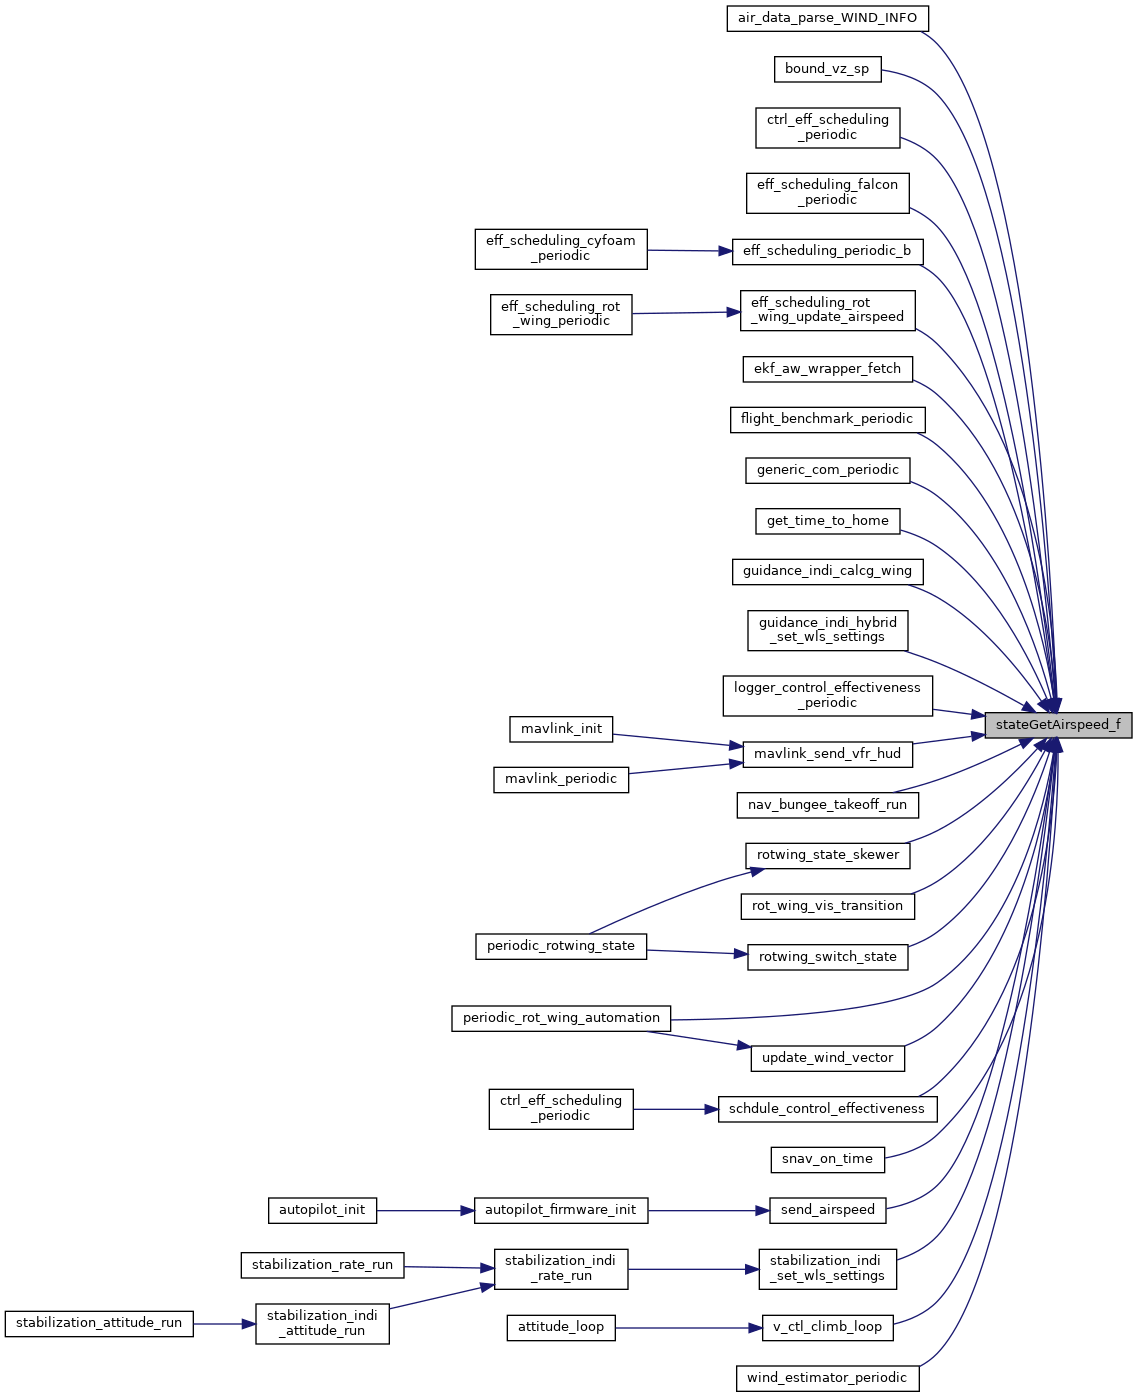 air_data_parse_WIND_INFO
bound_vz_sp
ctrl_eff_scheduling
_periodic
eff_scheduling_falcon
_periodic
eff_scheduling_cyfoam
_periodic
eff_scheduling_periodic_b
eff_scheduling_rot
_wing_periodic
eff_scheduling_rot
_wing_update_airspeed
ekf_aw_wrapper_fetch
flight_benchmark_periodic
generic_com_periodic
get_time_to_home
guidance_indi_calcg_wing
guidance_indi_hybrid
_set_wls_settings
logger_control_effectiveness
_periodic
stateGetAirspeed_f
mavlink_init
mavlink_send_vfr_hud
mavlink_periodic
nav_bungee_takeoff_run
rotwing_state_skewer
rot_wing_vis_transition
periodic_rotwing_state
rotwing_switch_state
periodic_rot_wing_automation
update_wind_vector
ctrl_eff_scheduling
_periodic
schdule_control_effectiveness
snav_on_time
autopilot_init
autopilot_firmware_init
send_airspeed
stabilization_rate_run
stabilization_indi
_rate_run
stabilization_indi
_set_wls_settings
stabilization_attitude_run
stabilization_indi
_attitude_run
attitude_loop
v_ctl_climb_loop
wind_estimator_periodic